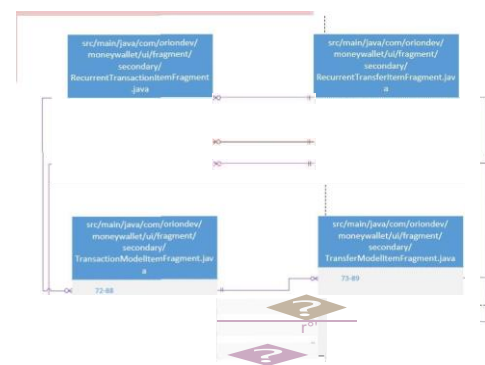 src/main/java/com/oriondev/
moneywallet/ui/fragment/
secondary/
RecurrentTransactionItemFragment
.java
src/main/java/com/oriondev/
moneywallet/ui/fragment/
secondary/
RecurrentTransferItemFragment.jav
a
src/main/java/com/oriondev/
moneywallet/ui/fragment/
secondary/
TransactionModelItemFragment.jav
a
src/main/java/com/oriondev/
moneywallet/ui/fragment/
secondary/
TransferModelItemFragment.java
72-88
73-89
?
?